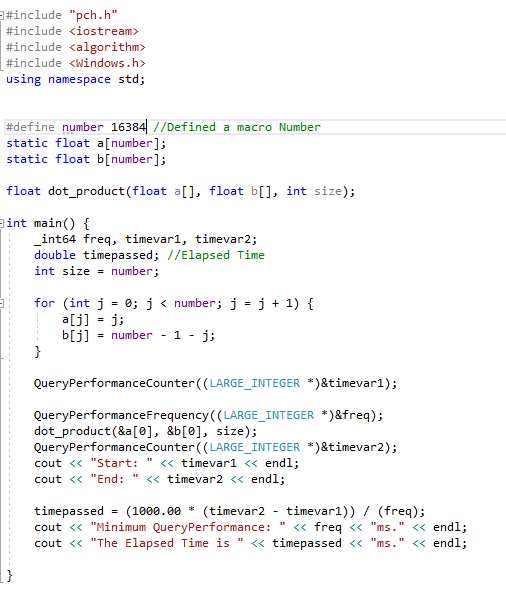 #include "pch.h"
#include <iostream>
#include <algorithm>
#include <Windows.h>
using namespace std;
#define number 16384 //Defined a macro Number
static float a[number];
static float b[number];
float dot_product(float a[], float b[], int size);
int main() {
_int64 freq, timevar1, timevar2;
double timepassed; //Elapsed Time
int size = number;
for (int j = 0; j < number; j = j + 1) {
a[j] = j;
b[j] = number - 1 - j;
}
QueryPerformanceCounter((LARGE_INTEGER *)&timevar1);
QueryPerformanceFrequency((LARGE_INTEGER *)&freq);
dot_product(&a[0], &b[0], size);
QueryPerformanceCounter((LARGE_INTEGER *)&timevar2);
cout << "Start: " << timevar1 << endl;
cout << "End: " << timevar2 << endl;
timepassed = (1000.00 * (timevar2 - timevar1)) / (freq);
cout << "Minimum QueryPerformance: " << freq << "ms." << endl;
cout << "The Elapsed Time is " << timepassed << "ms." << endl;
}